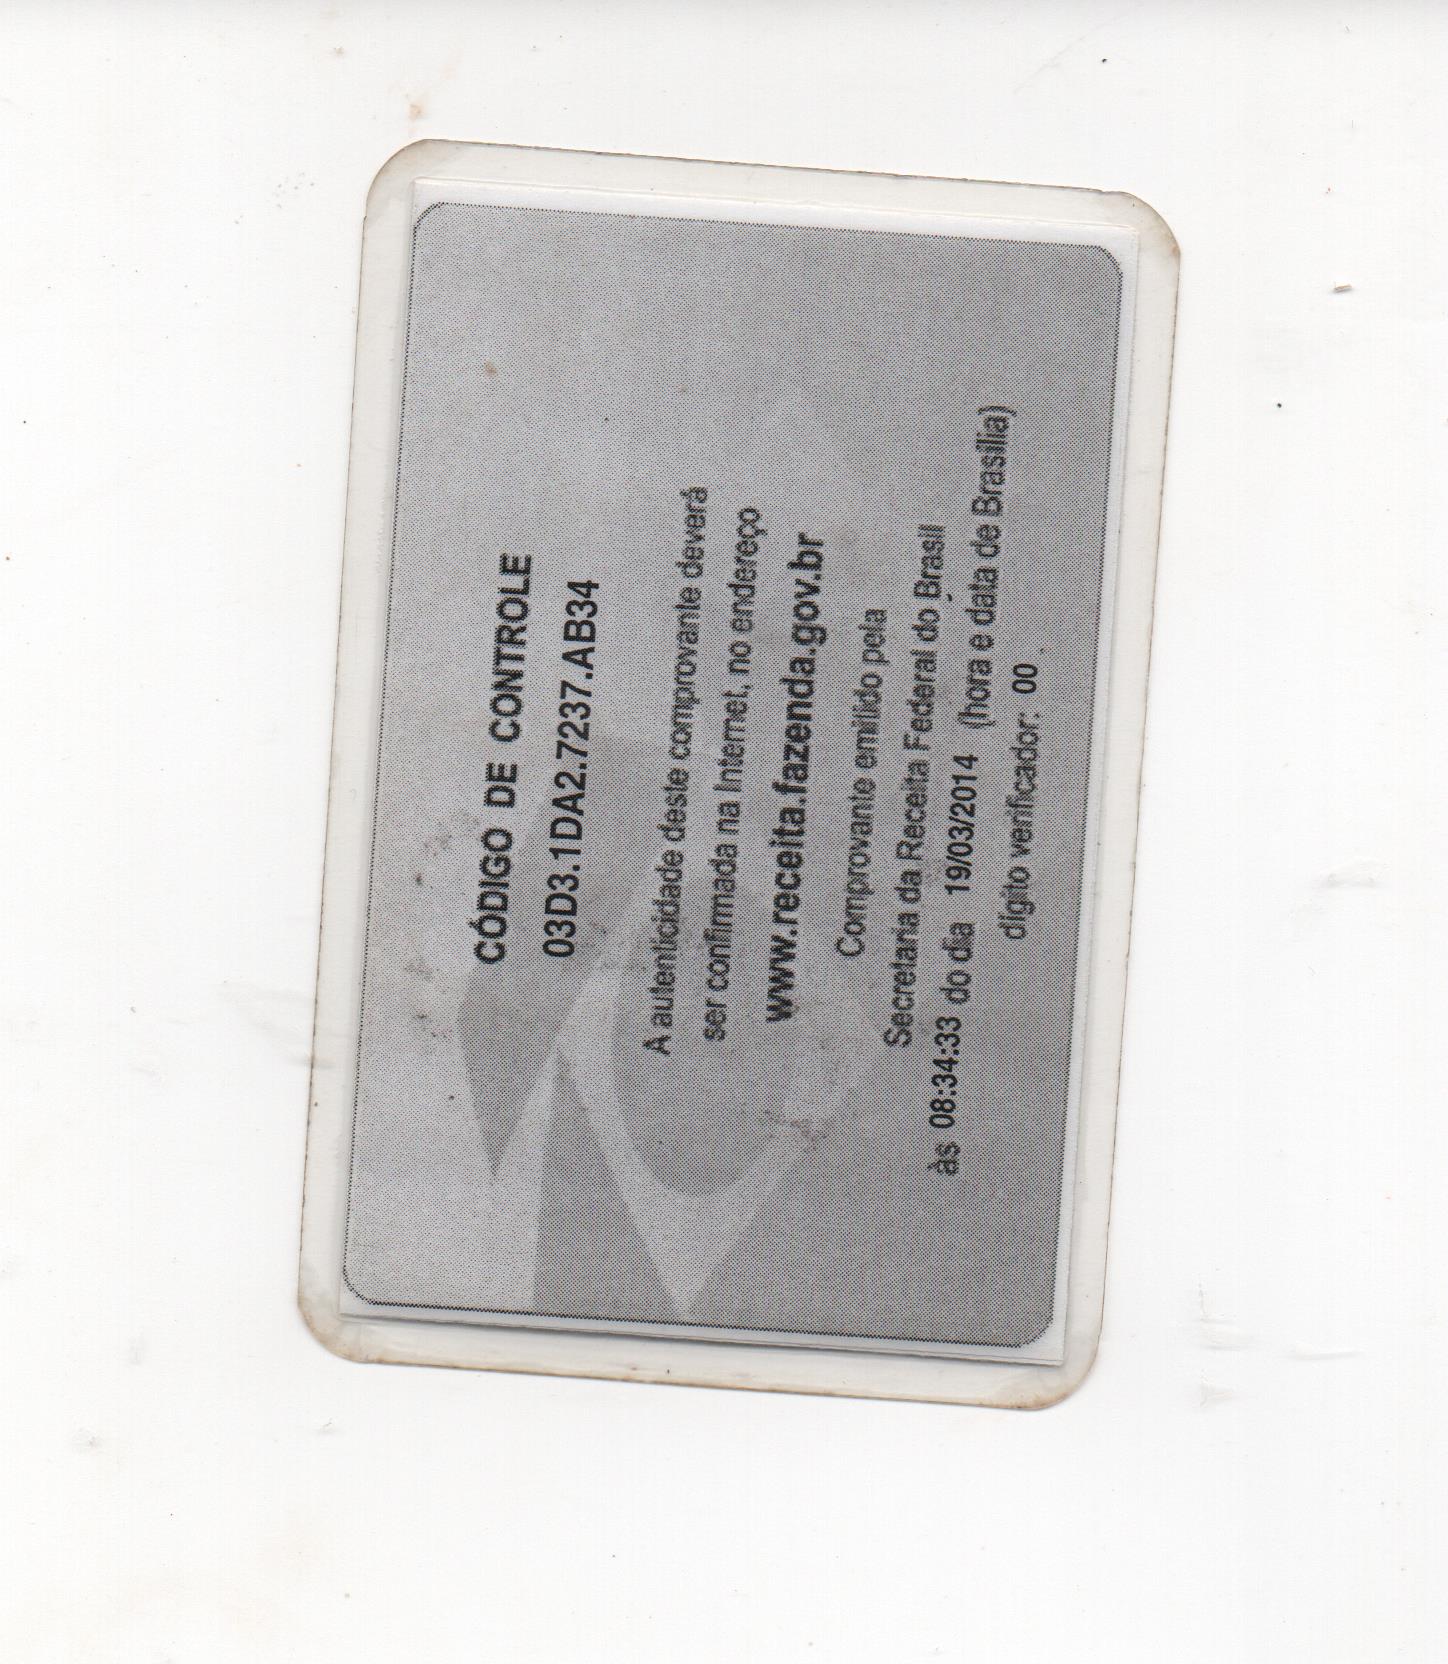 CÓDIGO DE CONTROLE
03D3.1DA2.7237.AB34
A autenticidade deste comprovante deverá
ser confirmada na Internet, no endereço
www.receita.fazenda.gov.br
Comprovante emitido pela
Secretaria da Receita Federal do Brasil
às 08:34:33 do dia 19/03/2014 (hora e data de Brasília)
dígito verificador: 00